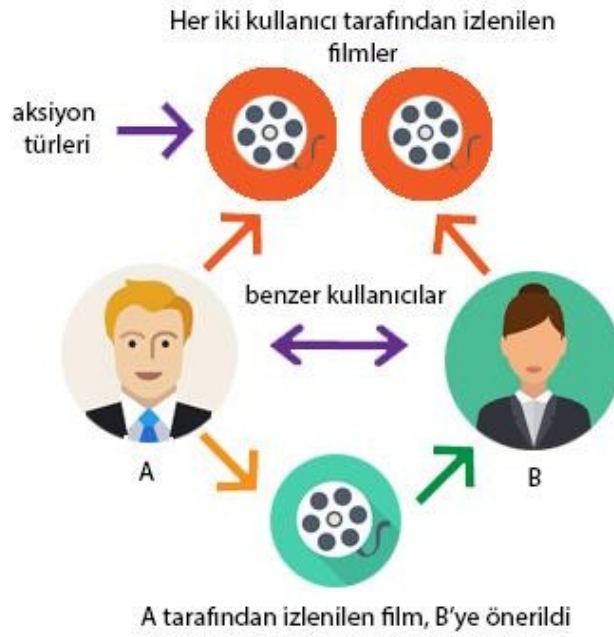 Her iki kullanıcı tarafından izlenilen
filmler
aksiyon
türleri
benzer kullanıcılar
A
B
A tarafından izlenilen film, B'ye önerildi